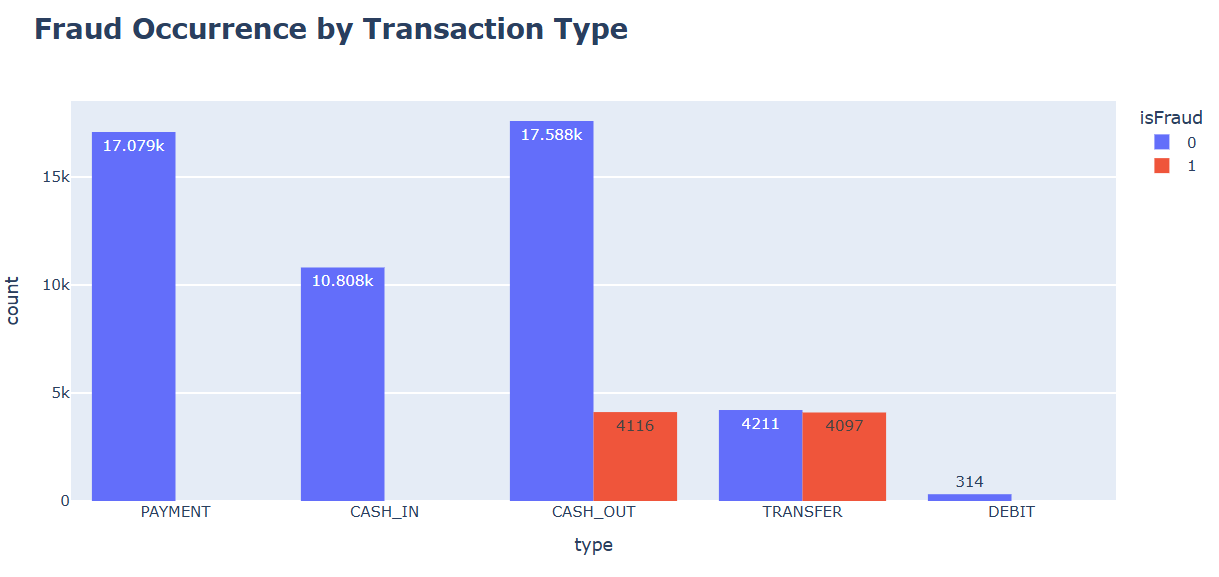 Fraud Occurrence by Transaction Type
isFraud
0
1
17.079k
10.808k
17.588k
4116
4211
4097
314
15k
10k
5k
0
count
PAYMENT
CASH_IN
CASH_OUT
TRANSFER
DEBIT
type